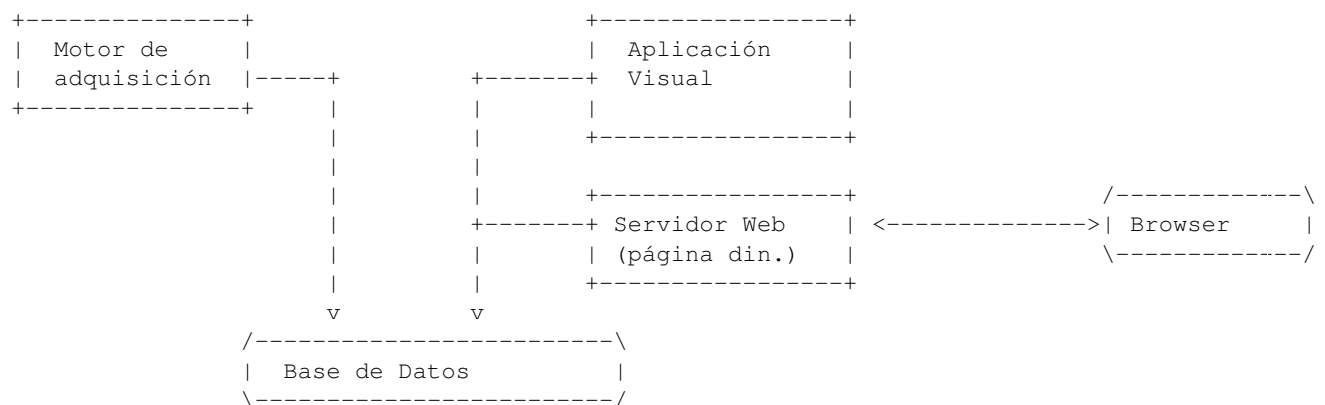 Motor de
adquisición
Aplicación
Visual
Servidor Web
(página din.)
Browser
Base de Datos